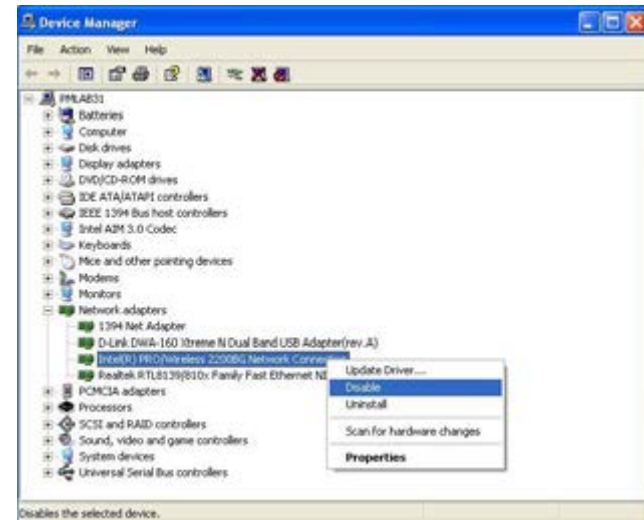 Device Manager
File Action View Help
PMLAB31
Batteries
Computer
Disk drives
Display adapters
DVD/CD-ROM drives
IDE ATA/ATAPI controllers
IEEE 1394 Bus host controllers
Intel AIM 3.0 Codec
Keyboards
Mice and other pointing devices
Modems
Monitors
Network adapters
1394 Net Adapter
D-Link DWA-160 Xtreme N Dual Band USB Adapter(rev.A)
Intel(R) PRO/Wireless 2200BG Network Connection
Realtek RTL8139/810x Family Fast Ethernet NI
PCMCIA adapters
Processors
SCSI and RAID controllers
Sound, video and game controllers
System devices
Universal Serial Bus controllers
Update Driver...
Disable
Uninstall
Scan for hardware changes
Properties
Disables the selected device.